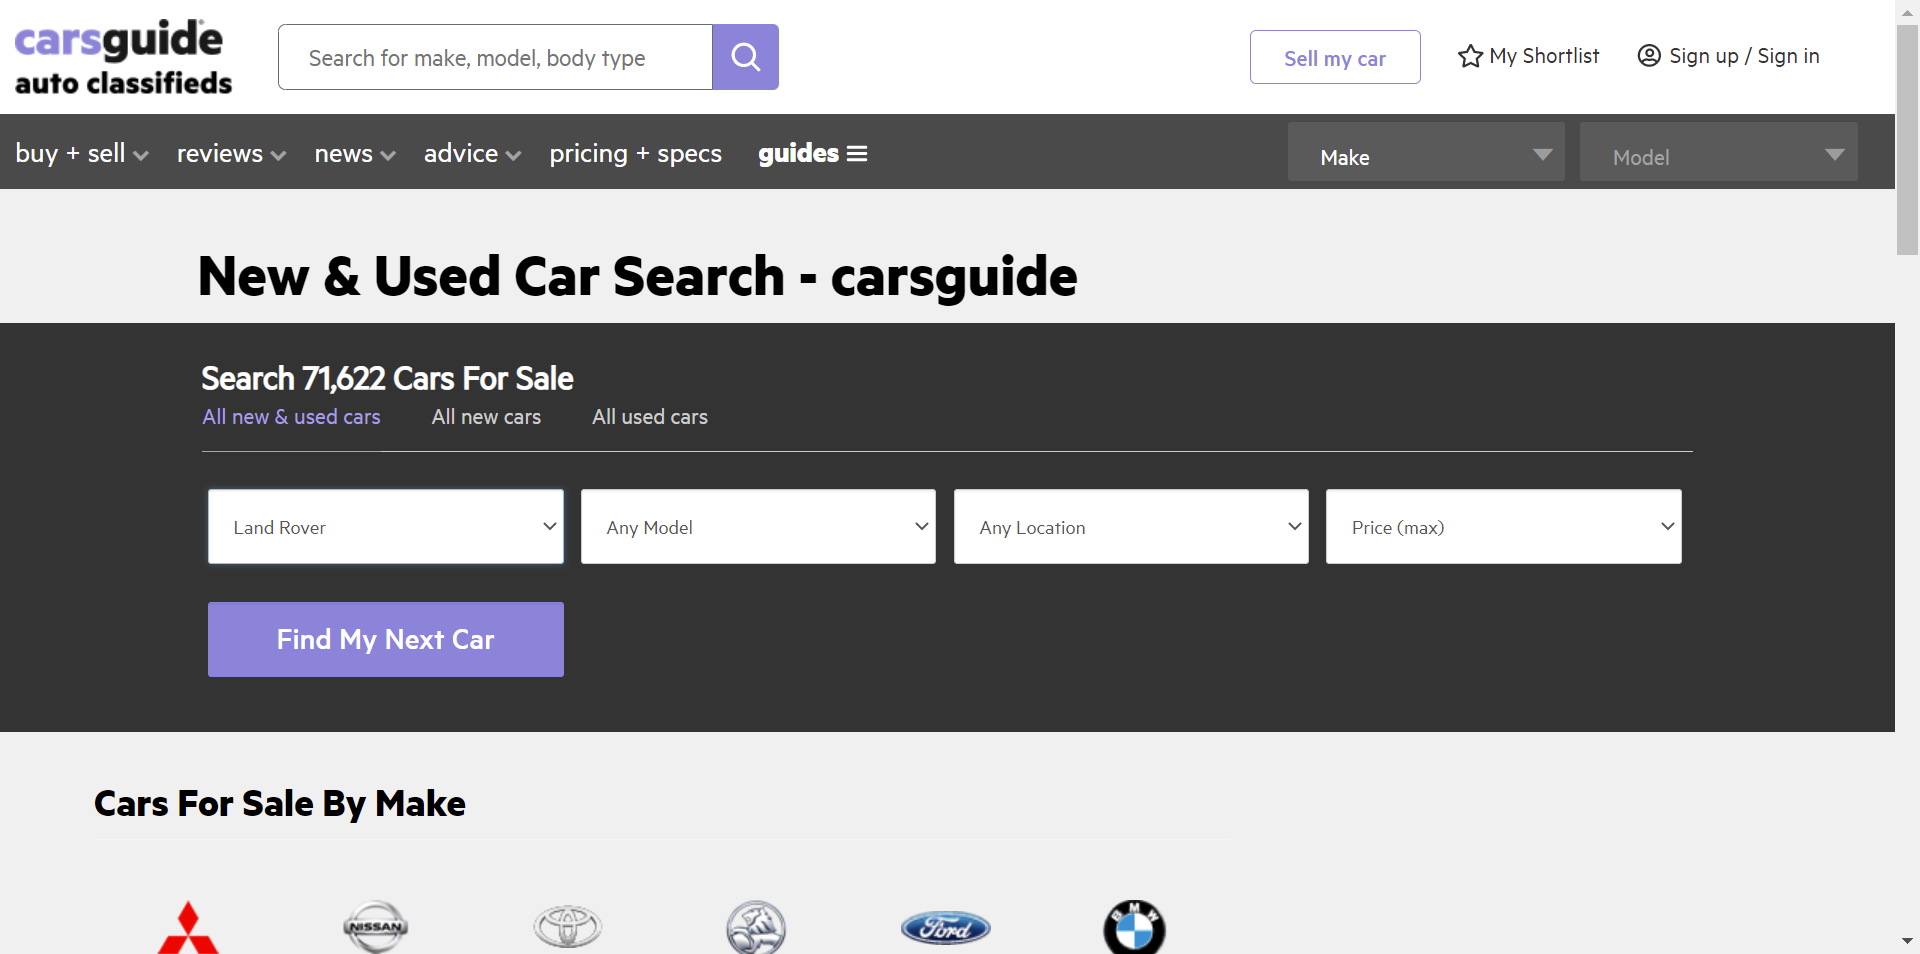 carsguide
auto classifieds
Search for make, model, body type
Sell my car
My Shortlist
Sign up / Sign in
buy + sell
reviews
news
advice
pricing + specs
guides
Make
Model
New & Used Car Search - carsguide
Search 71,622 Cars For Sale
All new & used cars
All new cars
All used cars
Land Rover
Any Model
Any Location
Price (max)
Find My Next Car
Cars For Sale By Make
NISSAN
Ford
BMW